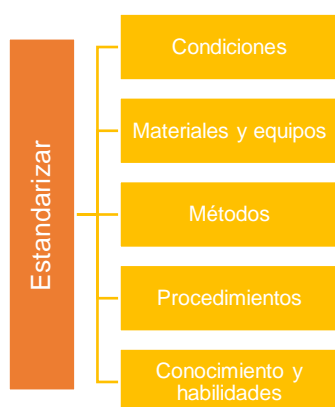 Estandarizar
Condiciones
Materiales y equipos
Métodos
Procedimientos
Conocimiento y
habilidades